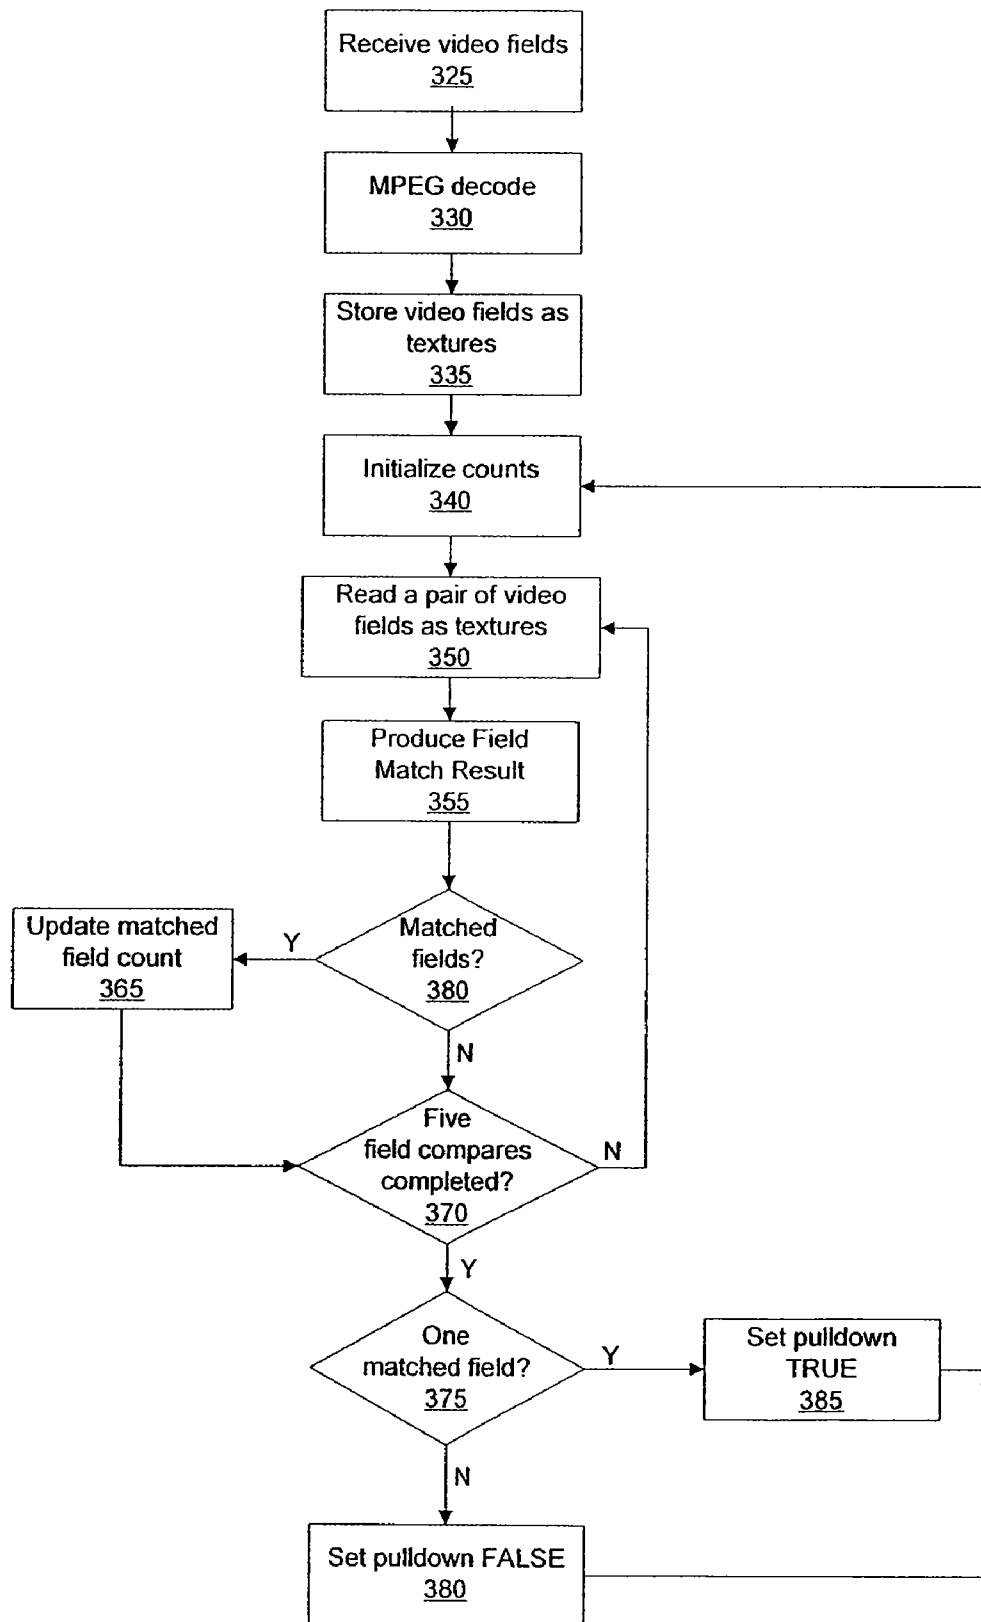 Receive video fields
325
MPEG decode
330
Store video fields as
textures
335
Initialize counts
340
Read a pair of video
fields as textures
350
Produce Field
Match Result
355
Matched
fields?
380
Y
Update matched
field count
365
N
Five
field compares
completed?
370
N
Y
One
matched field?
375
Y
Set pulldown
TRUE
385
N
Set pulldown FALSE
380